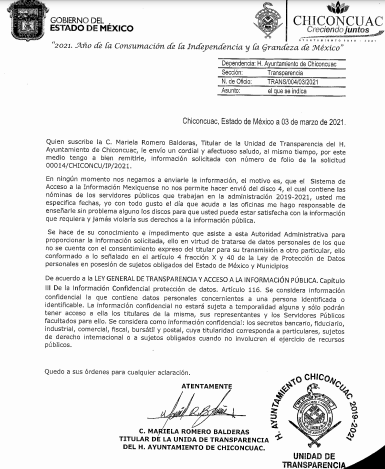 GOBIERNO DEL
ESTADO DE MÉXICO
CHICONCUAC
Creciendo juntos
"2021. Año de la Consumación de la Independencia y la Grandeza de México"
Dependencia: H. Ayuntamiento de Chiconcuac
Sección: Transparencia
N. de Oficio: TRANS/004/03/2021
Asunto: el que se indica
Chiconcuac, Estado de México a 03 de marzo de 2021.
Quien suscribe la C. Mariela Romero Balderas, Titular de la Unidad de Transparencia del H.
Ayuntamiento de Chiconcuac, le envío un cordial y afectuoso saludo, al mismo tiempo, por este
medio tengo a bien remitirle, información solicitada con número de folio de la solicitud
00014/CHICONCU/IP/2021.
En ningún momento nos negamos a enviarle la información, el motivo es, que el Sistema de
Acceso a la Información Mexiquense no nos permite hacer envió del disco 4, el cual contiene las
nóminas de los servidores públicos que trabajan en la administración 2019-2021, usted me
especifica fechas, yo con todo gusto el día que acuda a las oficinas me hago responsable de
enseñarle sin problema alguno los discos para que usted pueda estar satisfecha con la información
que requiera y jamás violaría sus derechos a la información pública.
Se hace de su conocimiento e impedimento que asiste a esta Autoridad Administrativa para
proporcionar la información solicitada, ello en virtud de tratarse de datos personales de los que
no se cuenta con el consentimiento expreso del titular para su transmisión a otro particular, ello
conforme a lo señalado en el artículo 4 fracción X y 40 de la Ley de Protección de Datos
Personales en posesión de sujetos obligados del Estado de México y Municipios
De acuerdo a la LEY GENERAL DE TRANSPARENCIA Y ACCESO A LA INFORMACIÓN PÚBLICA. Capítulo
III De la Información Confidencial protección de datos. Artículo 116. Se considera información
confidencial la que contiene datos personales concernientes a una persona identificada o
identificable. La información confidencial no estará sujeta a temporalidad alguna y sólo podrán
tener acceso a ella los titulares de la misma, sus representantes y los Servidores Públicos
facultados para ello. Se considera como información confidencial: los secretos bancario, fiduciario,
industrial, comercial, fiscal, bursátil y postal, cuya titularidad corresponda a particulares, sujetos
de derecho internacional o a sujetos obligados cuando no involucren el ejercicio de recursos
públicos.
Quedo a sus órdenes para cualquier aclaración.
ATENTAMENTE
C. MARIELA ROMERO BALDERAS
TITULAR DE LA UNIDA DE TRANSPARENCIA
DEL H. AYUNTAMIENTO DE CHICONCUAC.
H. AYUNTAMIENTO CHICONCUAC 2019-2021
UNIDAD DE
TRANSPARENCIA